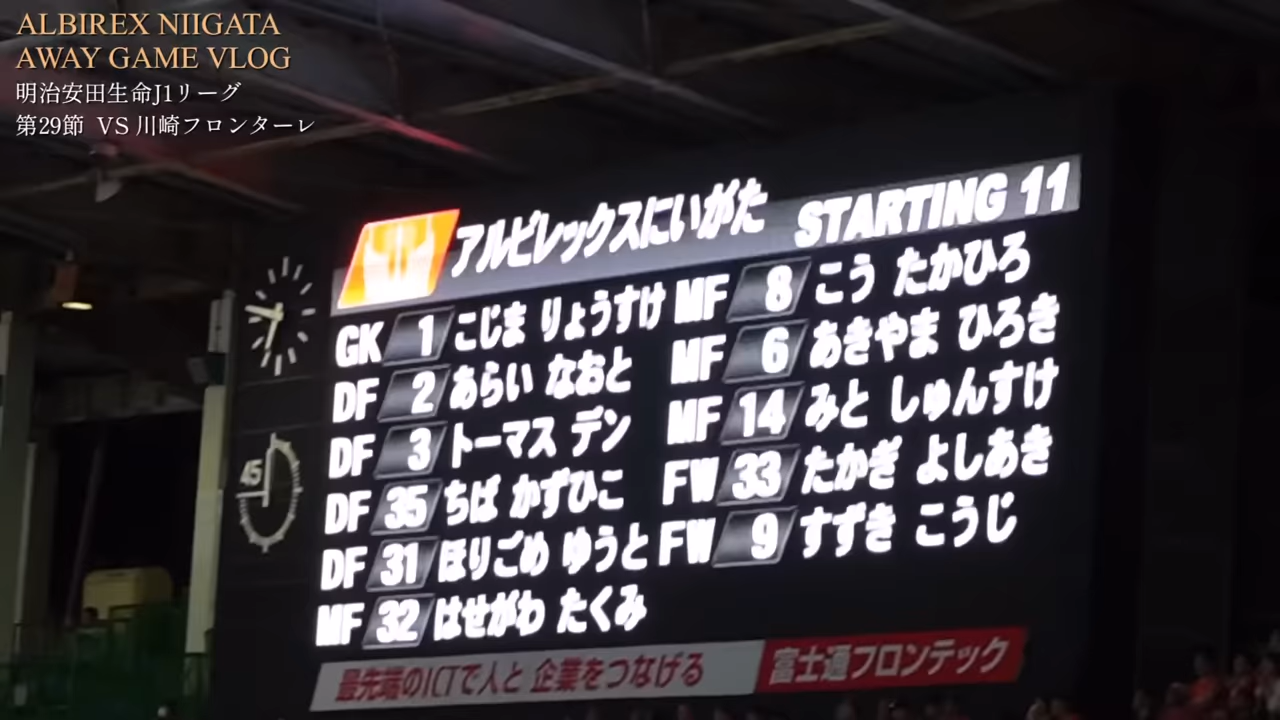 ALBIREX NIIGATA
AWAY GAME VLOG
明治安田生命J1リーグ
第29節 VS 川崎フロンターレ
アルビレックスにいがた STARTING 11
GK 1 こじま りょうすけ
DF 2 あらい なおと
DF 3 トーマス デン
DF 35 ちば かずひこ
DF 31 ほりごめ ゆうと
MF 32 はせがわ たくみ
MF 8 こう たかひろ
MF 6 あきやま ひろき
MF 14 みと しゅんすけ
FW 33 たかぎ よしあき
FW 9 すずき こうじ
45
最先端のICTで人と 企業をつなげる 富士通フロンテック